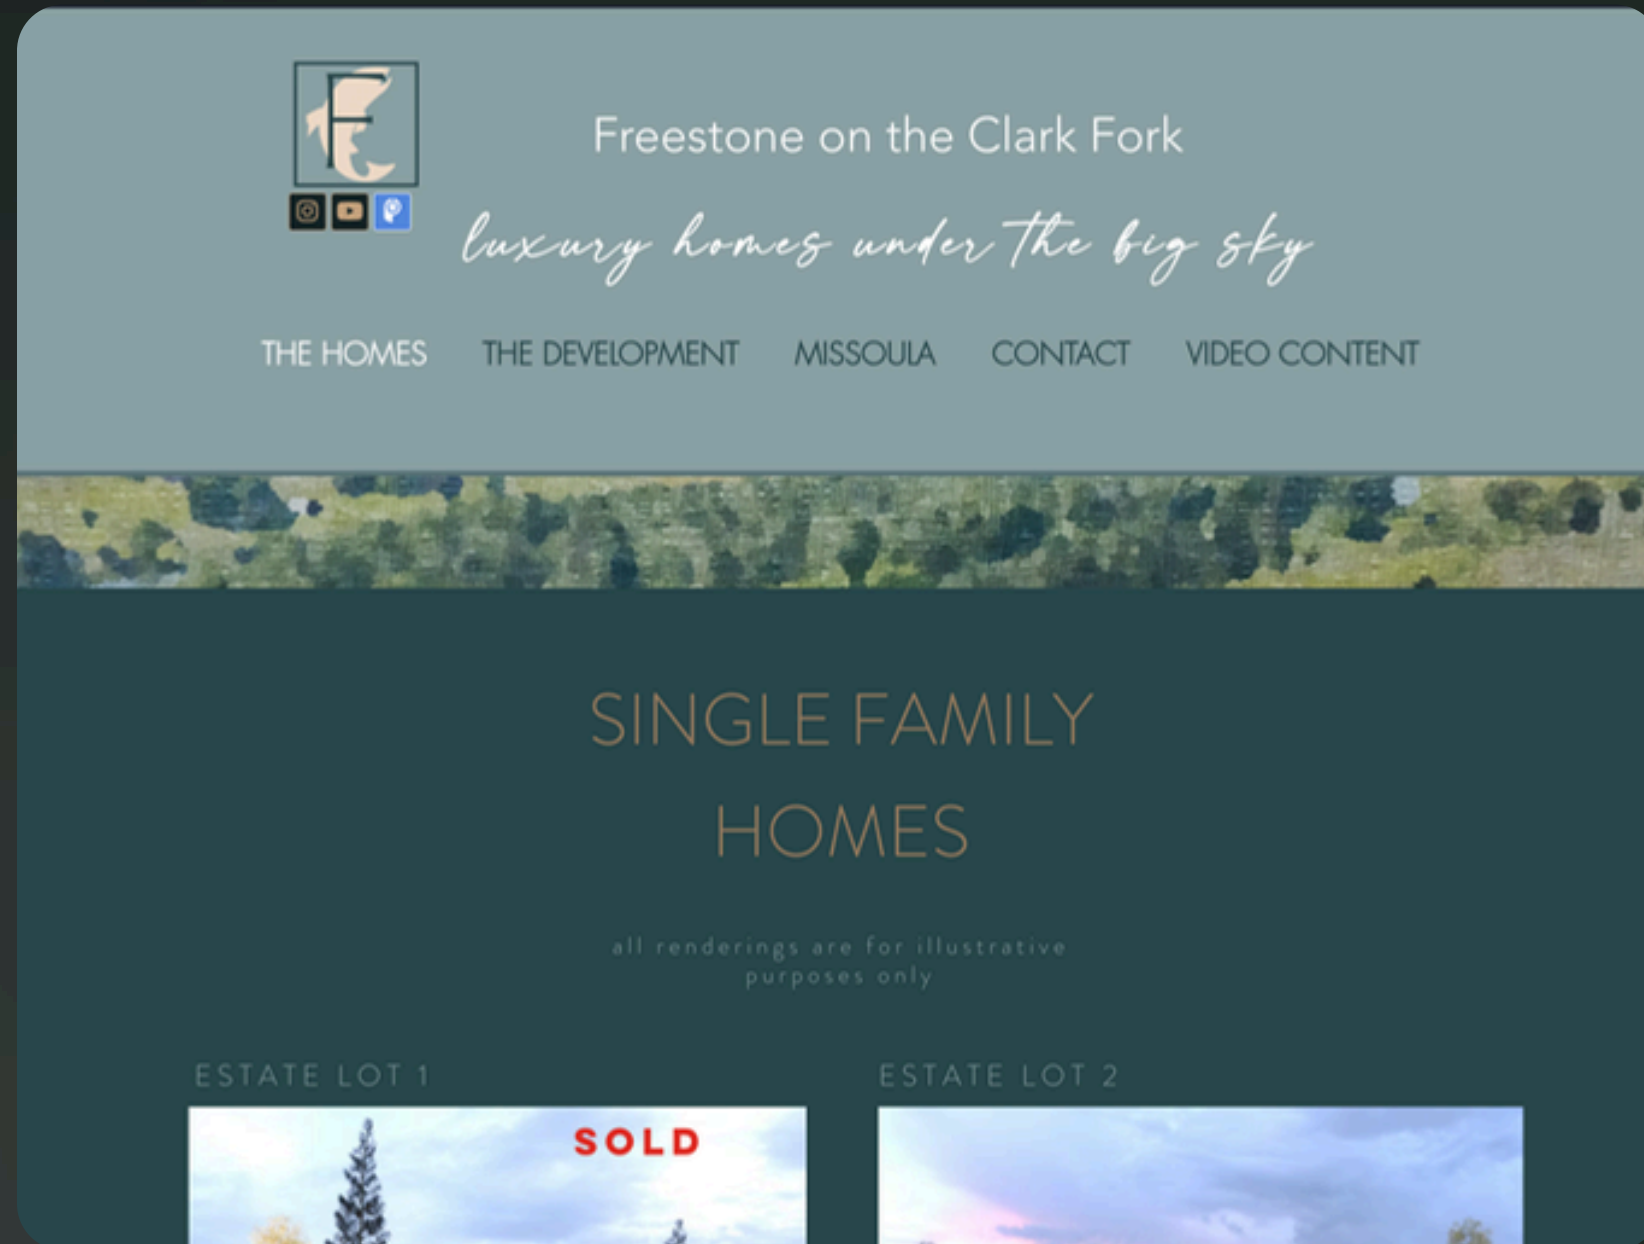 F
Freestone on the Clark Fork
luxury homes under the big sky
THE HOMES THE DEVELOPMENT MISSOULA CONTACT VIDEO CONTENT
SINGLE FAMILY
HOMES
all renderings are for illustrative
purposes only
ESTATE LOT 1 ESTATE LOT 2
SOLD